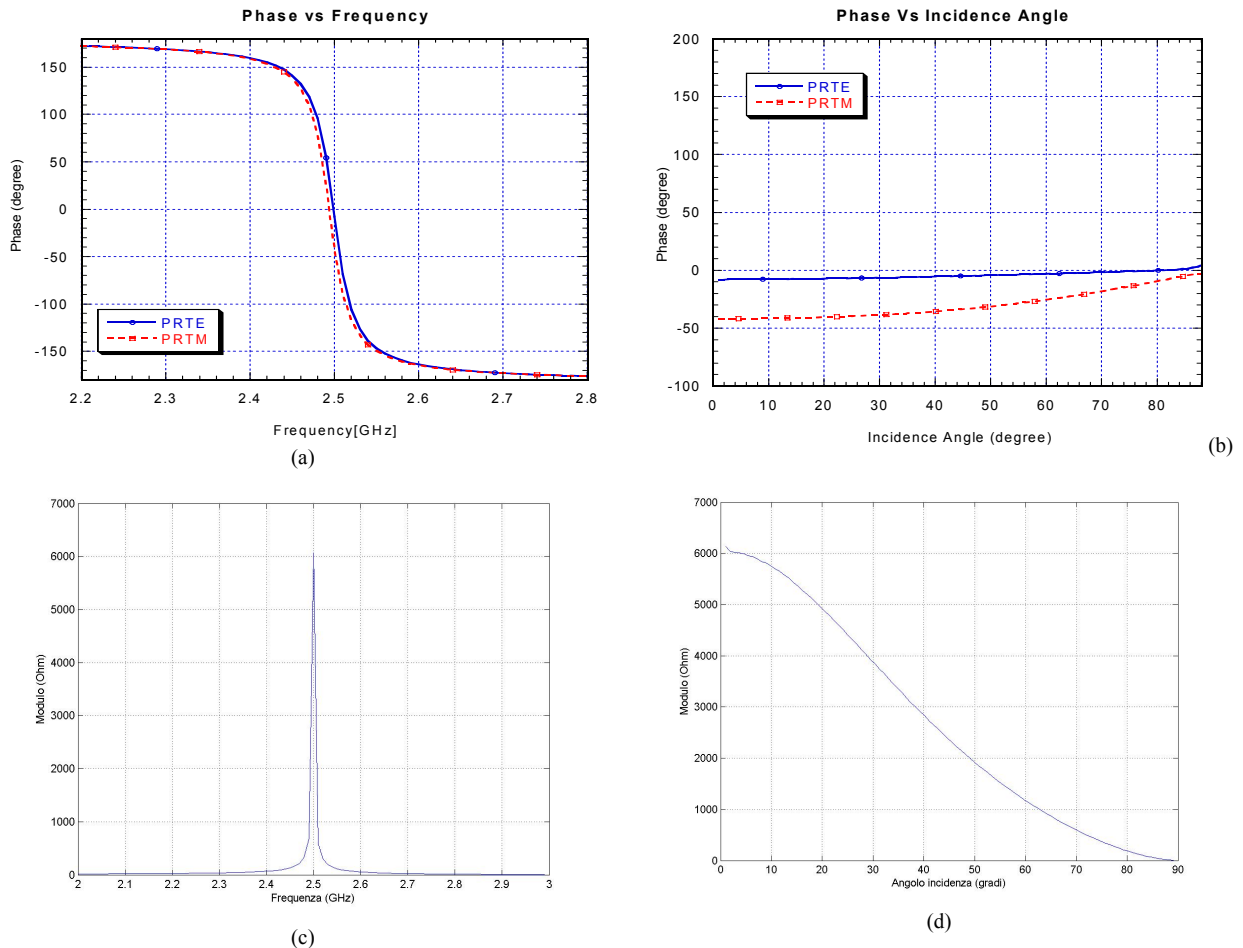 Phase vs Frequency
150
100
50
0
-50
-100
-150
Phase (degree)
PRTE
PRTM
2.2 2.3 2.4 2.5 2.6 2.7 2.8
Frequency[GHz]
(a)
Phase Vs Incidence Angle
200
150
100
50
0
-50
-100
Phase (degree)
PRTE
PRTM
0 10 20 30 40 50 60 70 80
Incidence Angle (degree)
(b)
7000
6000
5000
4000
3000
2000
1000
0
Modulo (Ohm)
2 2.1 2.2 2.3 2.4 2.5 2.6 2.7 2.8 2.9 3
Frequenza (GHz)
(c)
7000
6000
5000
4000
3000
2000
1000
0
Modulo (Ohm)
0 10 20 30 40 50 60 70 80 90
Angolo incidenza (gradi)
(d)